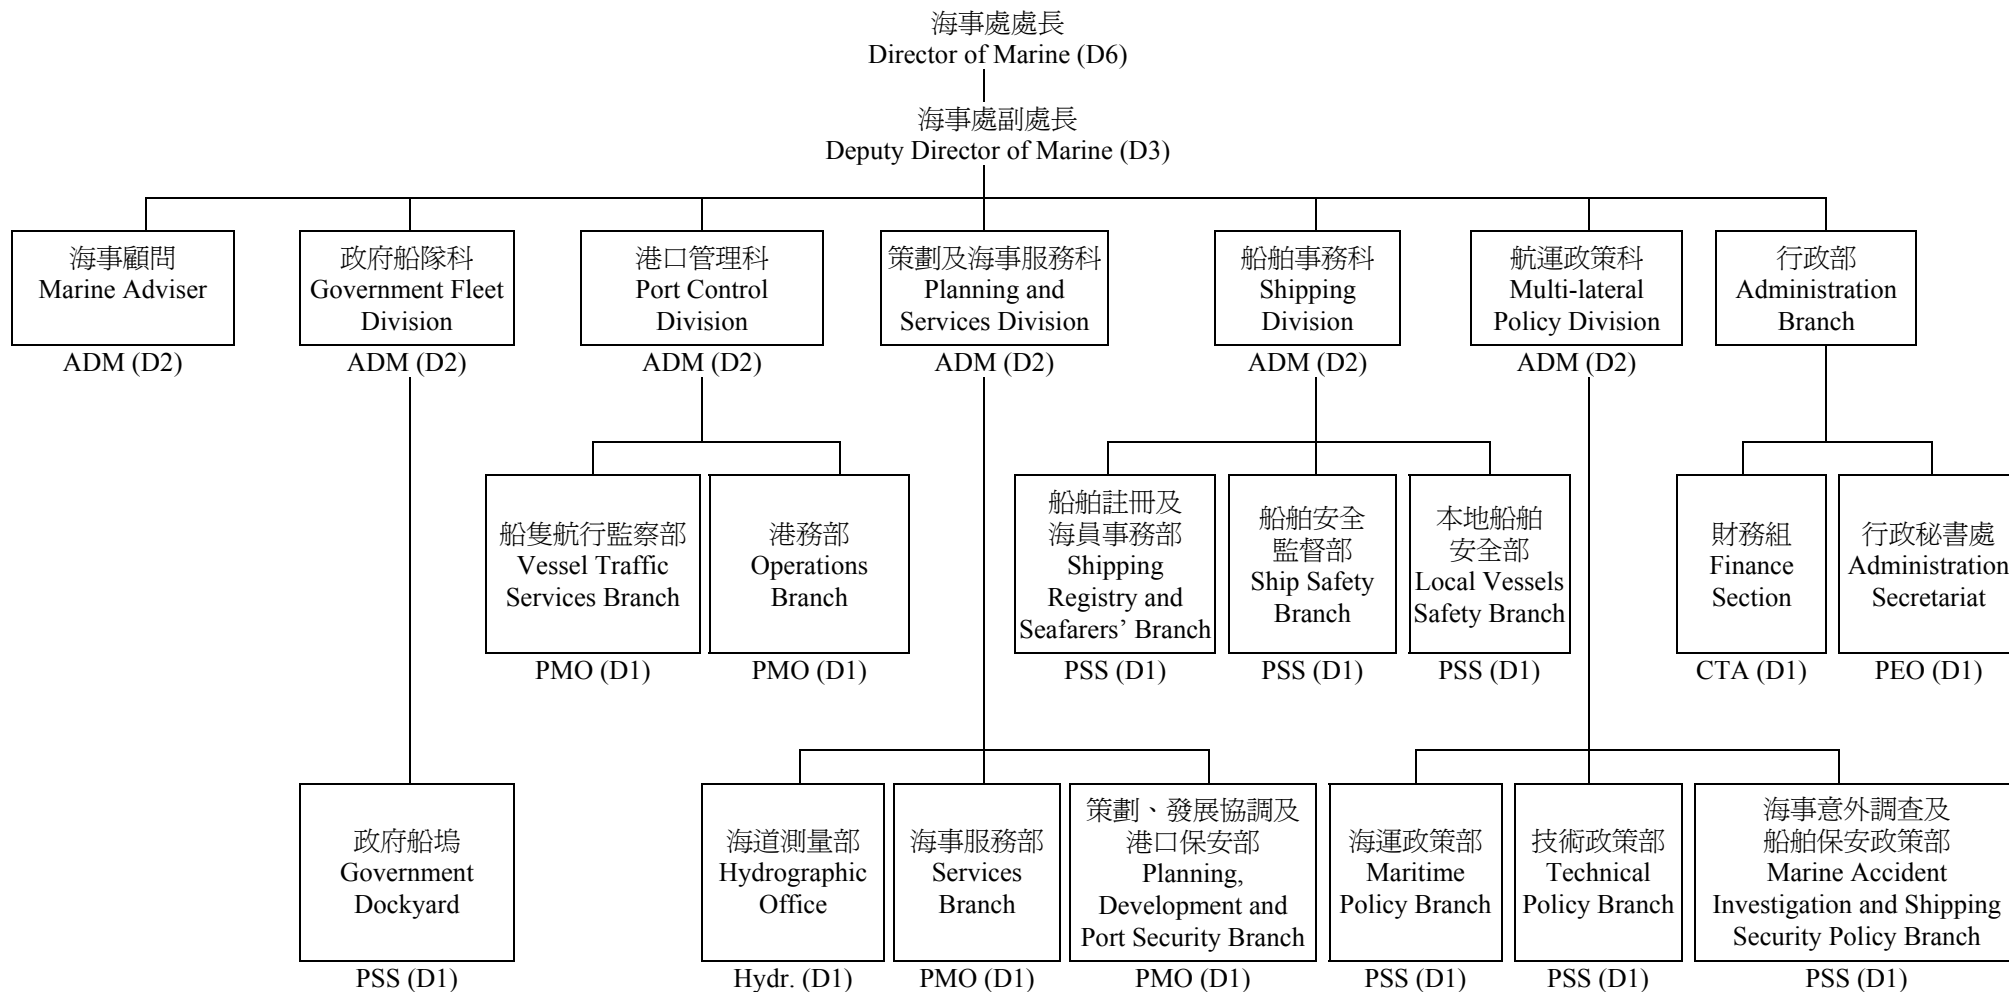 海事處處長
Director of Marine (D6)
海事處副處長
Deputy Director of Marine (D3)
海事顧問
Marine Adviser
ADM (D2)
政府船隊科
Government Fleet
Division
ADM (D2)
港口管理科
Port Control
Division
ADM (D2)
策劃及海事服務科
Planning and
Services Division
ADM (D2)
船舶事務科
Shipping
Division
ADM (D2)
航運政策科
Multi-lateral
Policy Division
ADM (D2)
行政部
Administration
Branch
船隻航行監察部
Vessel Traffic
Services Branch
PMO (D1)
港務部
Operations
Branch
PMO (D1)
船舶註冊及
海員事務部
Shipping
Registry and
Seafarers’ Branch
PSS (D1)
船舶安全
監督部
Ship Safety
Branch
PSS (D1)
本地船舶
安全部
Local Vessels
Safety Branch
PSS (D1)
財務組
Finance
Section
CTA (D1)
行政秘書處
Administration
Secretariat
PEO (D1)
政府船塢
Government
Dockyard
PSS (D1)
海道測量部
Hydrographic
Office
Hydr. (D1)
海事服務部
Services
Branch
PMO (D1)
策劃、發展協調及
港口保安部
Planning,
Development and
Port Security Branch
PMO (D1)
海運政策部
Maritime
Policy Branch
PSS (D1)
技術政策部
Technical
Policy Branch
PSS (D1)
海事意外調查及
船舶保安政策部
Marine Accident
Investigation and Shipping
Security Policy Branch
PSS (D1)